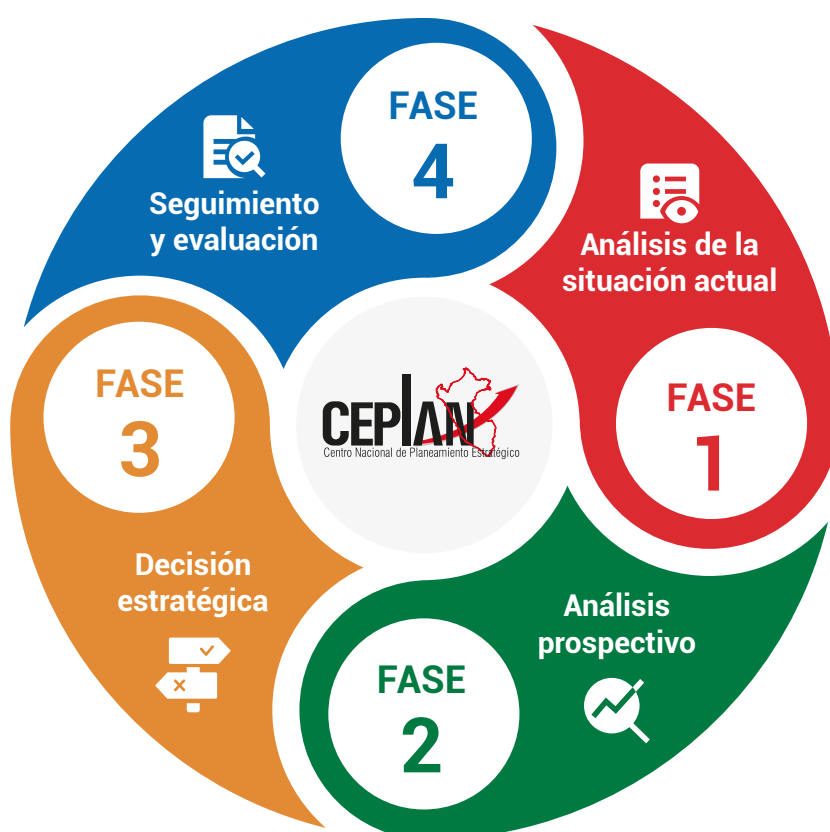 FASE
1
Análisis de la
situación actual
FASE
2
Análisis
prospectivo
FASE
3
Decisión
estratégica
FASE
4
Seguimiento
y evaluación
CEPLAN
Centro Nacional de Planeamiento Estratégico